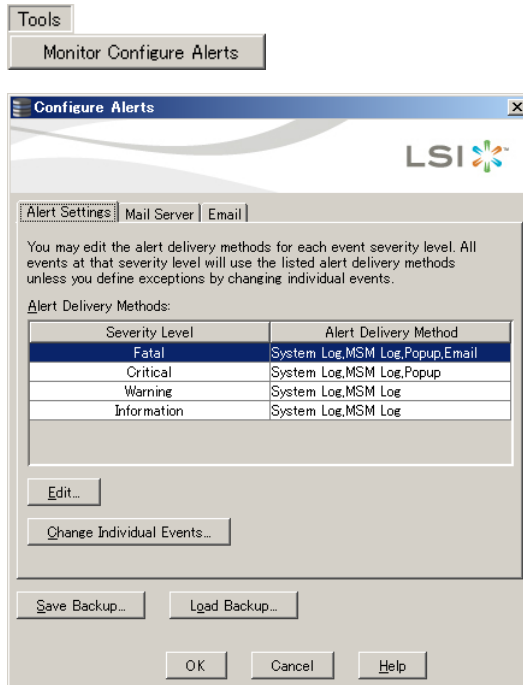 Tools
Monitor Configure Alerts
Configure Alerts
LSI
Alert Settings Mail Server Email
You may edit the alert delivery methods for each event severity level. All
events at that severity level will use the listed alert delivery methods
unless you define exceptions by changing individual events.
Alert Delivery Methods:
Severity Level Alert Delivery Method
Fatal System Log,MSM Log,Popup,Email
Critical System Log,MSM Log,Popup
Warning System Log,MSM Log
Information System Log,MSM Log
Edit...
Change Individual Events...
Save Backup... Load Backup...
OK Cancel Help